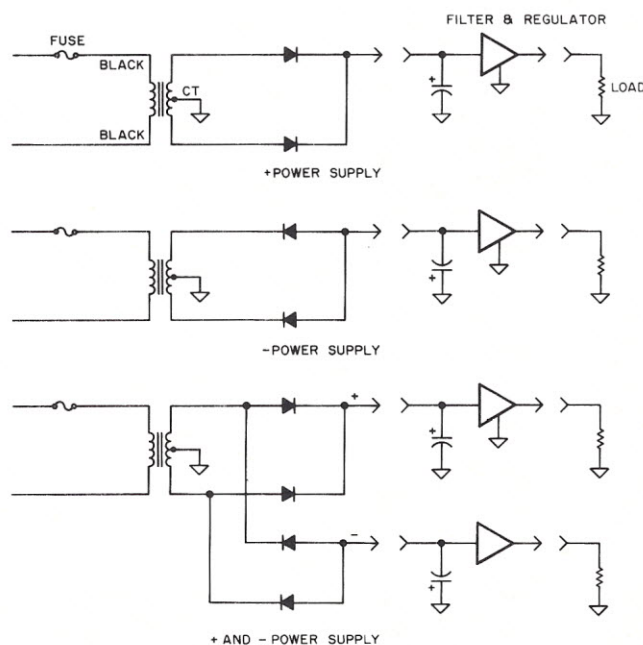 FILTER & REGULATOR
FUSE
BLACK
CT
+
LOAD
BLACK
+POWER SUPPLY
+
-POWER SUPPLY
+
+
-
+
+ AND - POWER SUPPLY